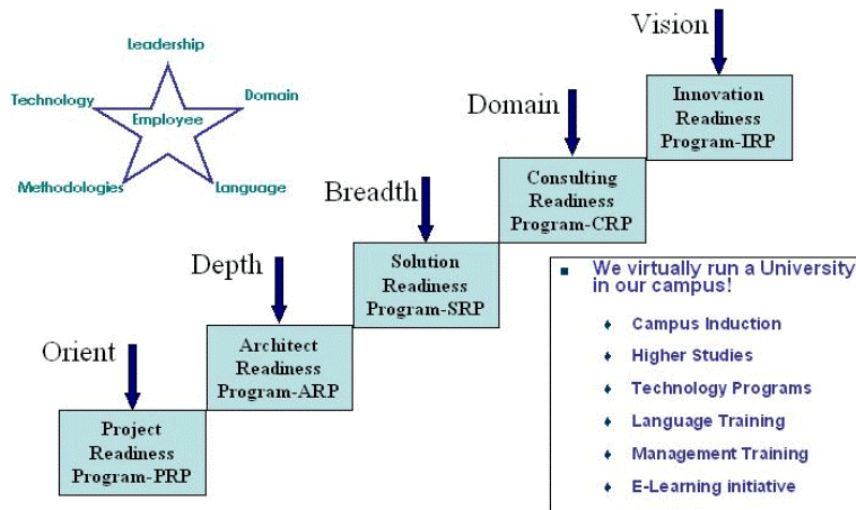 Leadership
Technology
Domain
Employee
Methodologies
Language
Vision
Innovation
Readiness
Program-IRP
Domain
Consulting
Readiness
Program-CRP
Breadth
Solution
Readiness
Program-SRP
Depth
Architect
Readiness
Program-ARP
Orient
Project
Readiness
Program-PRP
We virtually run a University
in our campus!
Campus Induction
Higher Studies
Technology Programs
Language Training
Management Training
E-Learning initiative